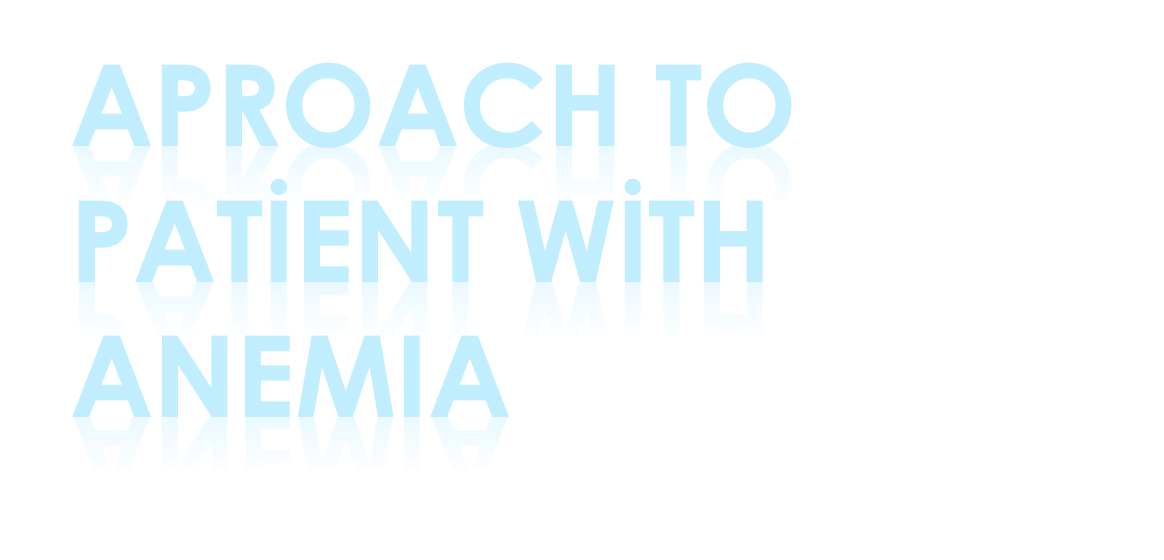 APROACH TO
PATİENT WİTH
ANEMIA